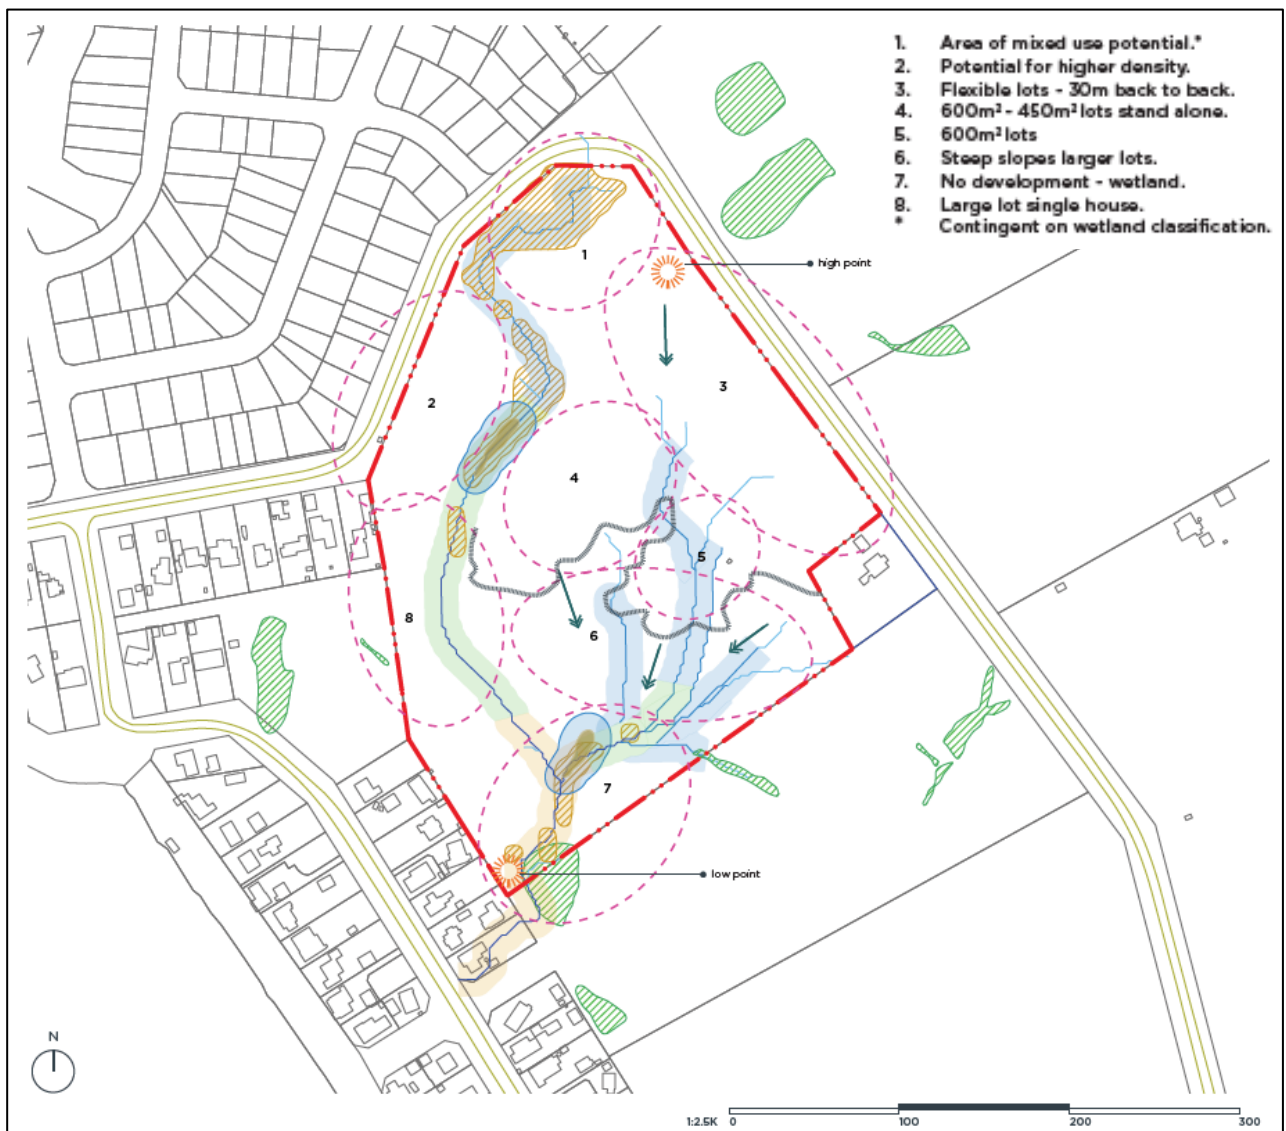 1. Area of mixed use potential.*
2. Potential for higher density.
3. Flexible lots - 30m back to back.
4. 600m² - 450m² lots stand alone.
5. 600m² lots
6. Steep slopes larger lots.
7. No development - wetland.
8. Large lot single house.
* Contingent on wetland classification.
1
high point
3
2
4
5
6
8
7
low point
N
1:2.5K 0 100 200 300